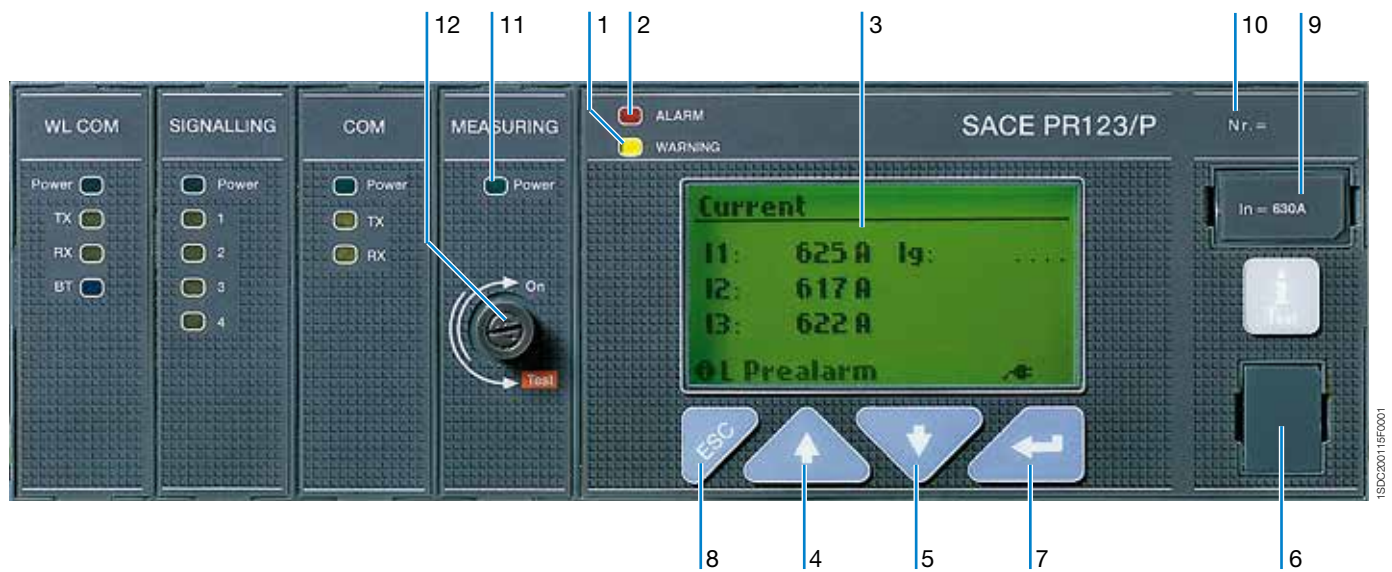 12 11 1 2 3 10 9
WL COM
Power
TX
RX
BT
SIGNALLING
Power
1
2
3
4
COM
Power
TX
RX
MEASURING
Power
On
Test
ALARM
WARNING
SACE PR123/P
Current
I1: 625 A Ig: ....
I2: 617 A
I3: 622 A
L Prealarm
ESC
Nr. =
In = 630A
i
Test
8 4 5 7 6
1SDC200115F0001